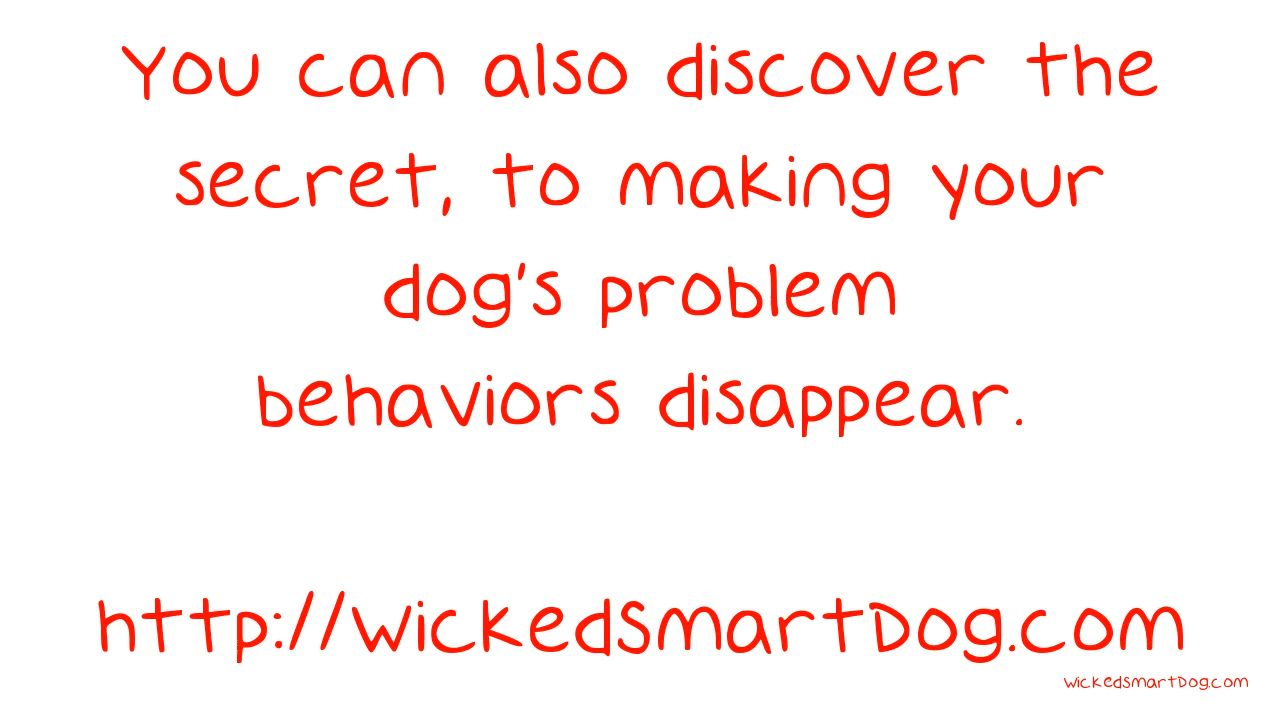 You can also discover the
secret, to making your
dog's problem
behaviors disappear.
http://WickedSmartDog.com
WickedSmartDog.com